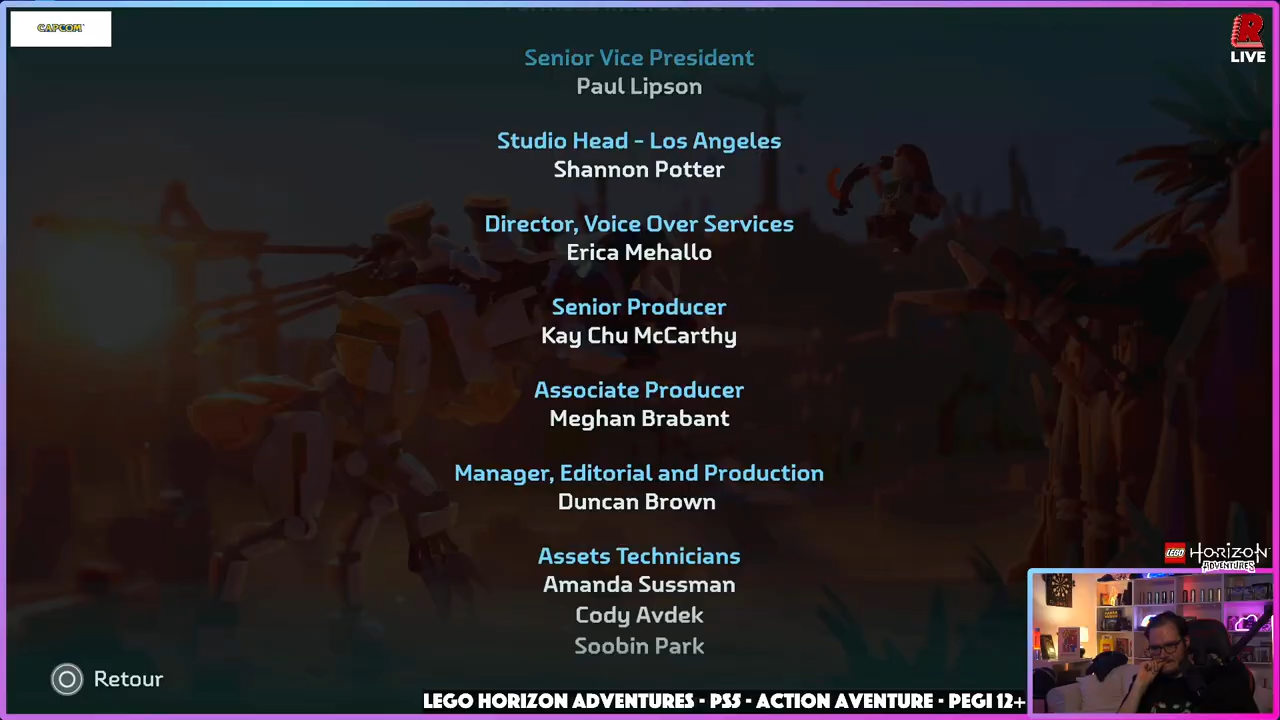 CAPCOM
R
LIVE
Senior Vice President
Paul Lipson
Studio Head - Los Angeles
Shannon Potter
Director, Voice Over Services
Erica Mehallo
Senior Producer
Kay Chu McCarthy
Associate Producer
Meghan Brabant
Manager, Editorial and Production
Duncan Brown
Assets Technicians
Amanda Sussman
Cody Avdek
Soobin Park
Retour
LEGO HORIZON
ADVENTURES
LEGO HORIZON ADVENTURES - PS5 - ACTION AVENTURE - PEGI 12+